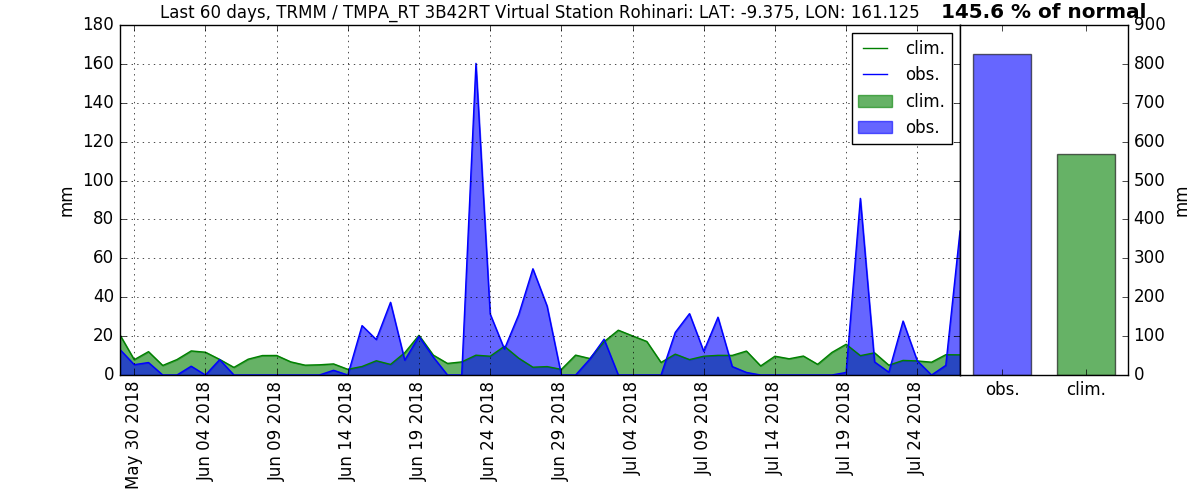 Last 60 days, TRMM / TMPA_RT 3B42RT Virtual Station Rohinari: LAT: -9.375, LON: 161.125
145.6 % of normal
180
160
140
120
100
80
60
40
20
0
mm
clim.
obs.
clim.
obs.
May 30 2018
Jun 04 2018
Jun 09 2018
Jun 14 2018
Jun 19 2018
Jun 24 2018
Jun 29 2018
Jul 04 2018
Jul 09 2018
Jul 14 2018
Jul 19 2018
Jul 24 2018
900
800
700
600
500
400
300
200
100
0
mm
obs.
clim.